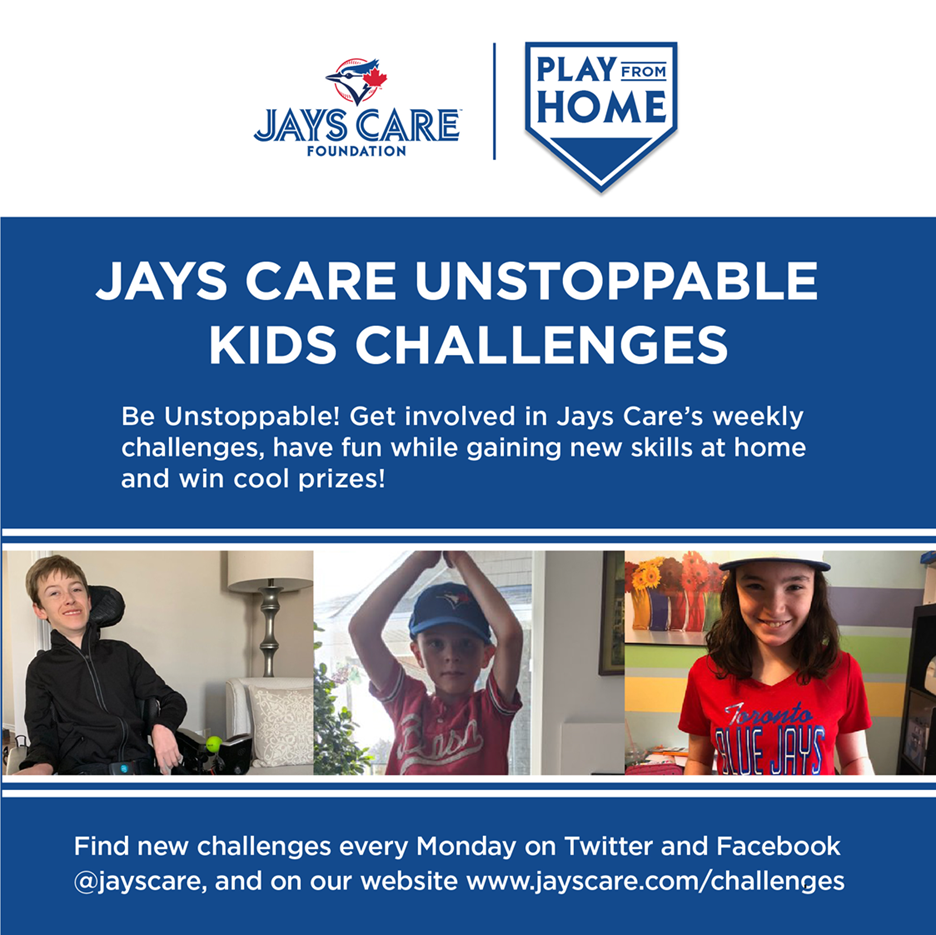 JAYS CARE
FOUNDATION
PLAY FROM
HOME
JAYS CARE UNSTOPPABLE
KIDS CHALLENGES
Be Unstoppable! Get involved in Jays Care’s weekly
challenges, have fun while gaining new skills at home
and win cool prizes!
Toronto
BLUE JAYS
Find new challenges every Monday on Twitter and Facebook
@jayscare, and on our website www.jayscare.com/challenges